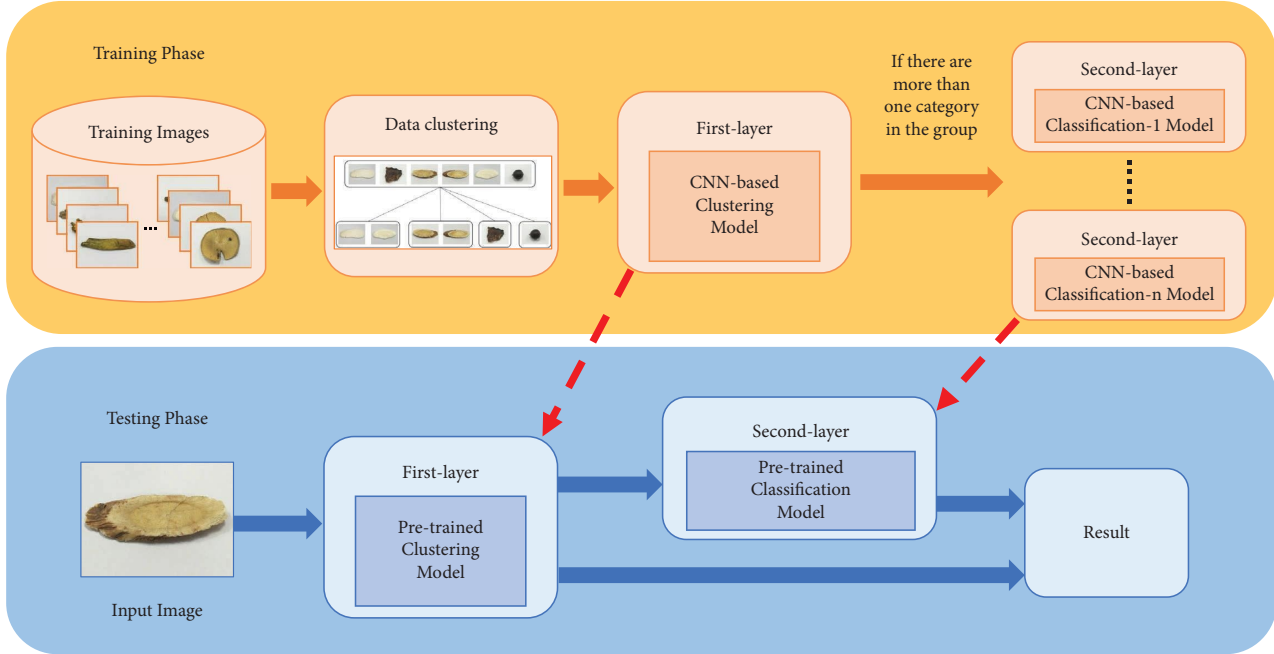 Training Phase
Training Images
...
Data clustering
First-layer
CNN-based
Clustering
Model
If there are
more than
one category
in the group
Second-layer
CNN-based
Classification-1 Model
Second-layer
CNN-based
Classification-n Model
Testing Phase
Input Image
First-layer
Pre-trained
Clustering
Model
Second-layer
Pre-trained
Classification
Model
Result